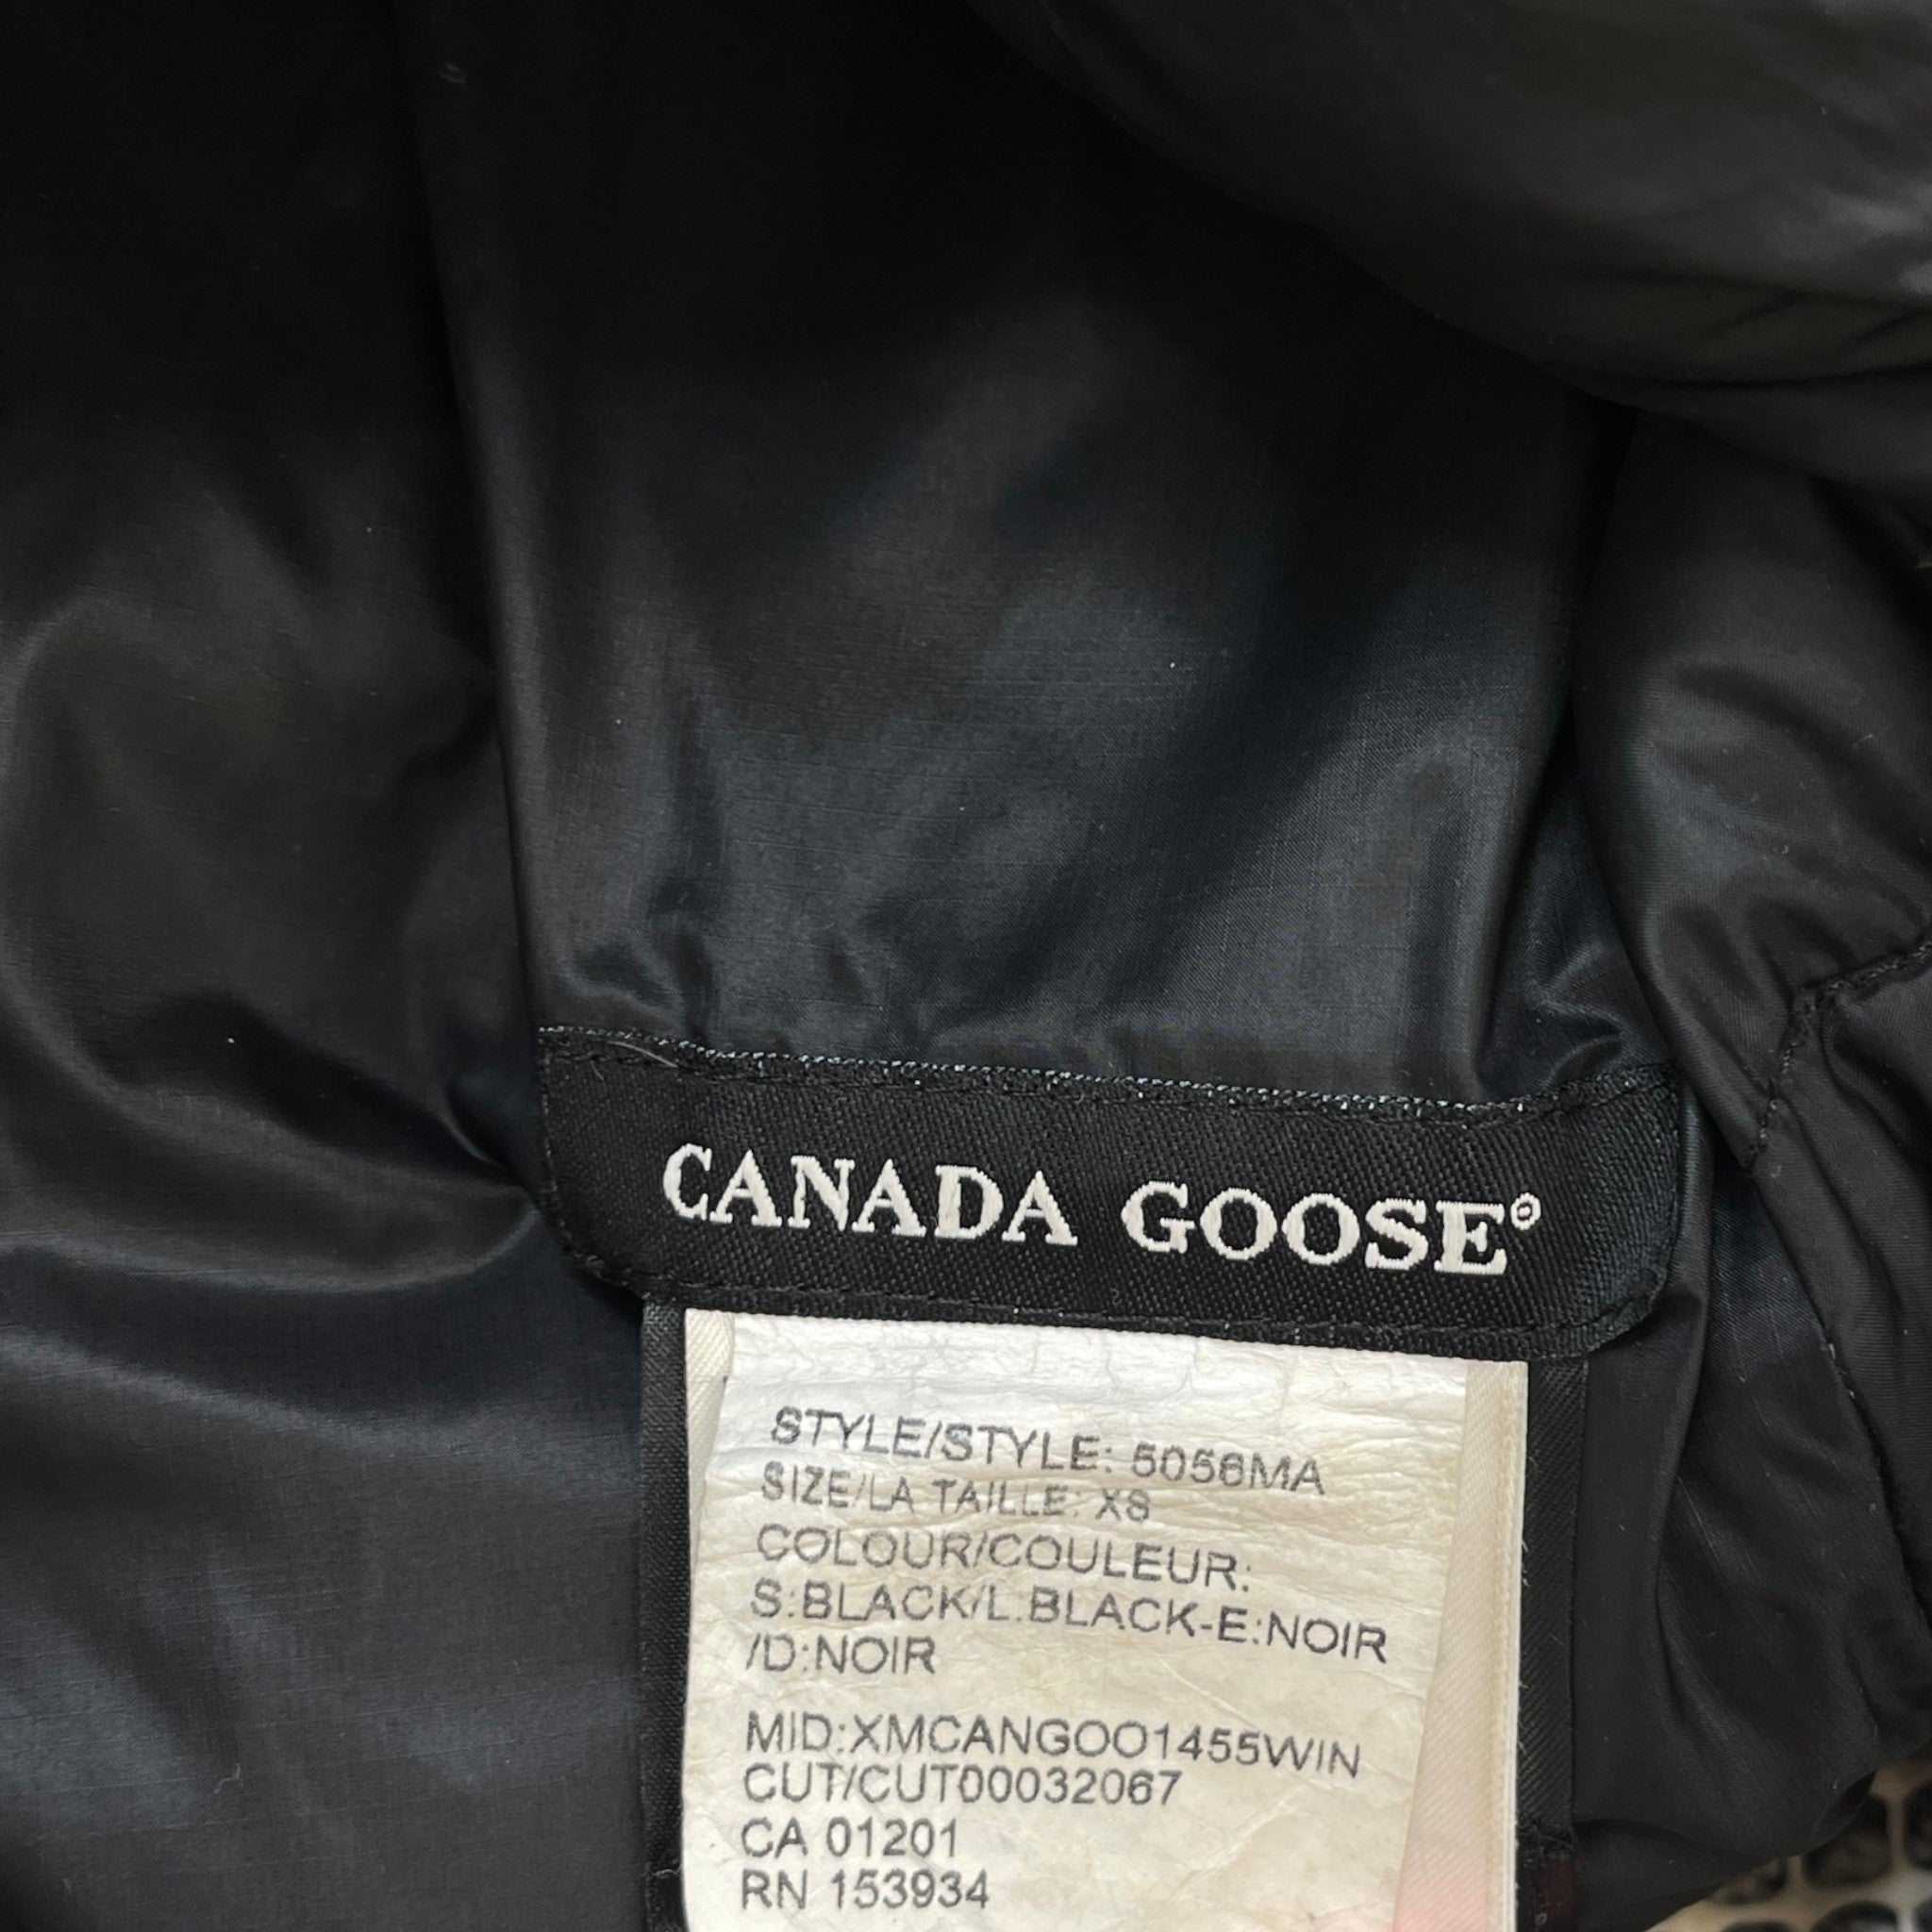 CANADA GOOSE®
STYLE/STYLE: 5056MA
SIZE/LA TAILLE: XS
COLOUR/COULEUR:
S:BLACK/L:BLACK-E:NOIR
/D:NOIR
MID:XMCANGOO1455WIN
CUT/CUT00032067
CA 01201
RN 153934